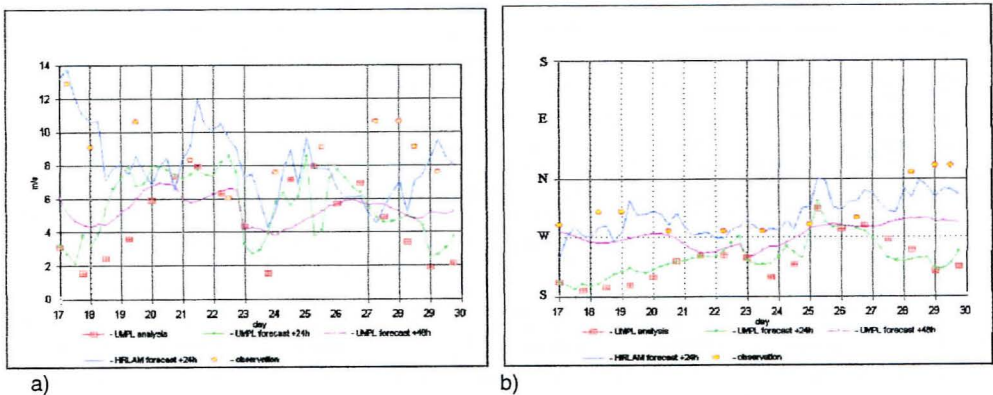 14
12
10
8
6
4
2
0
m/s
17 18 19 20 21 22 23 24 25 26 27 28 29 30
day
- UMPL analysis - UMPL forecast +24h - UMPL forecast +48h
- HIRLAM forecast +24h - observation
a)
S
E
N
W
S
17 18 19 20 21 22 23 24 25 26 27 28 29 30
day
- UMPL analysis - UMPL forecast +24h - UMPL forecast +48h
- HIRLAM forecast +24h - observation
b)